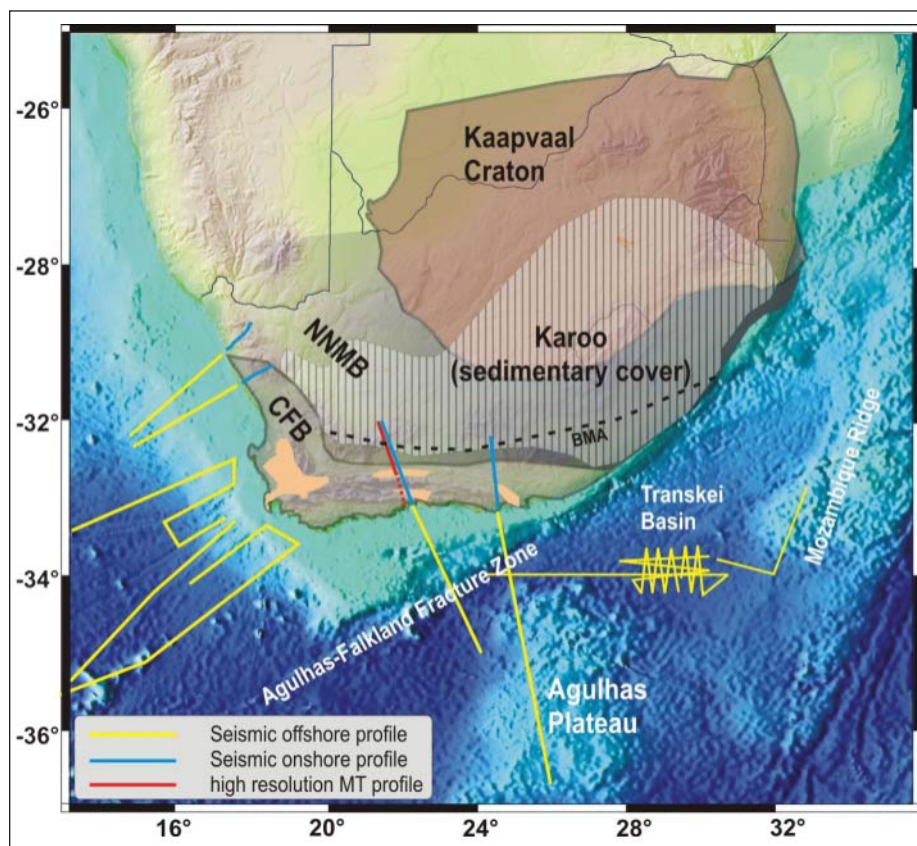 -26°
-28°
-30°
-32°
-34°
-36°
Kaapvaal
Craton
NNMB
Karoo
(sedimentary cover)
CFB
BMA
Transkei
Basin
Mozambique Ridge
Agulhas-Falkland Fracture Zone
Agulhas
Plateau
Seismic offshore profile
Seismic onshore profile
high resolution MT profile
16°
20°
24°
28°
32°